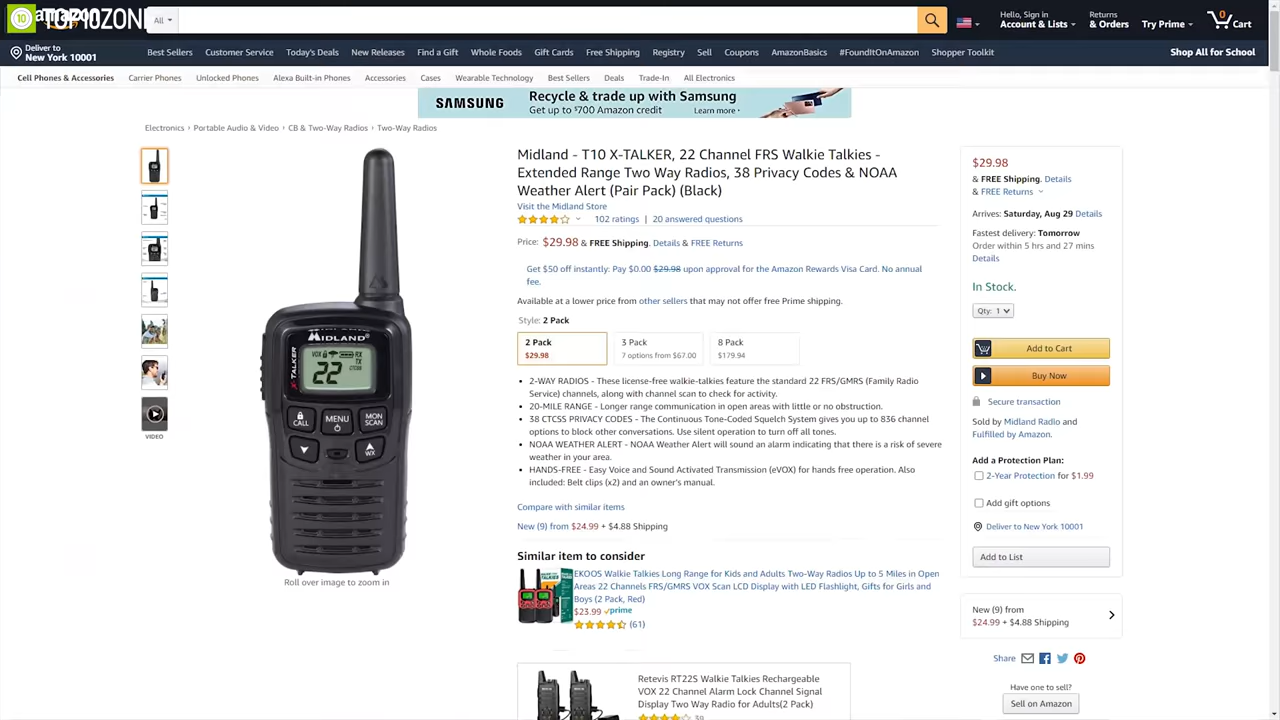 10 TOP10ZONE
All
Hello, Sign in
Account & Lists
Returns
& Orders
Try Prime
0
Cart
Deliver to
New York 10001
Best Sellers
Customer Service
Today's Deals
New Releases
Find a Gift
Whole Foods
Gift Cards
Free Shipping
Registry
Sell
Coupons
AmazonBasics
#FoundItOnAmazon
Shopper Toolkit
Shop All for School
Cell Phones & Accessories
Carrier Phones
Unlocked Phones
Alexa Built-in Phones
Accessories
Cases
Wearable Technology
Best Sellers
Deals
Trade-In
All Electronics
SAMSUNG
Recycle & trade up with Samsung
Get up to $700 Amazon credit
Learn more ›
Electronics › Portable Audio & Video › CB & Two-Way Radios › Two-Way Radios
VIDEO
MIDLAND
X-TALKER
VOX
RX
TX
CTCSS
22
CALL
MENU
MON
SCAN
WX
Roll over image to zoom in
Midland - T10 X-TALKER, 22 Channel FRS Walkie Talkies -
Extended Range Two Way Radios, 38 Privacy Codes & NOAA
Weather Alert (Pair Pack) (Black)
Visit the Midland Store
102 ratings | 20 answered questions
Price: $29.98 & FREE Shipping. Details & FREE Returns
Get $50 off instantly: Pay $0.00 $29.98 upon approval for the Amazon Rewards Visa Card. No annual
fee.
Available at a lower price from other sellers that may not offer free Prime shipping.
Style: 2 Pack
2 Pack
$29.98
3 Pack
7 options from $67.00
8 Pack
$179.94
• 2-WAY RADIOS - These license-free walkie-talkies feature the standard 22 FRS/GMRS (Family Radio
Service) channels, along with channel scan to check for activity.
• 20-MILE RANGE - Longer range communication in open areas with little or no obstruction.
• 38 CTCSS PRIVACY CODES - The Continuous Tone-Coded Squelch System gives you up to 836 channel
options to block other conversations. Use silent operation to turn off all tones.
• NOAA WEATHER ALERT - NOAA Weather Alert will sound an alarm indicating that there is a risk of severe
weather in your area.
• HANDS-FREE - Easy Voice and Sound Activated Transmission (eVOX) for hands free operation. Also
included: Belt clips (x2) and an owner's manual.
Compare with similar items
New (9) from $24.99 + $4.88 Shipping
Similar item to consider
EKOOS Walkie Talkies Long Range for Kids and Adults Two-Way Radios Up to 5 Miles in Open
Areas 22 Channels FRS/GMRS VOX Scan LCD Display with LED Flashlight, Gifts for Girls and
Boys (2 Pack, Red)
$23.99 prime
(61)
Retevis RT22S Walkie Talkies Rechargeable
VOX 22 Channel Alarm Lock Channel Signal
Display Two Way Radio for Adults(2 Pack)
39
$29.98
& FREE Shipping. Details
& FREE Returns
Arrives: Saturday, Aug 29 Details
Fastest delivery: Tomorrow
Order within 5 hrs and 27 mins
Details
In Stock.
Qty: 1
Add to Cart
Buy Now
Secure transaction
Sold by Midland Radio and
Fulfilled by Amazon.
Add a Protection Plan:
2-Year Protection for $1.99
Add gift options
Deliver to New York 10001
Add to List
New (9) from
$24.99 + $4.88 Shipping
Share
Have one to sell?
Sell on Amazon